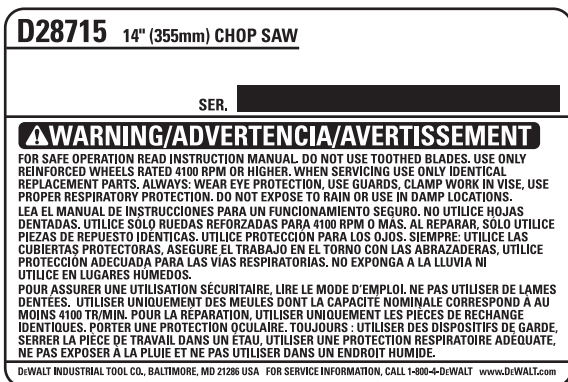 D28715 14" (355mm) CHOP SAW
SER.
WARNING/ADVERTENCIA/AVERTISSEMENT
FOR SAFE OPERATION READ INSTRUCTION MANUAL. DO NOT USE TOOTHED BLADES. USE ONLY
REINFORCED WHEELS RATED 4100 RPM OR HIGHER. WHEN SERVICING USE ONLY IDENTICAL
REPLACEMENT PARTS. ALWAYS: WEAR EYE PROTECTION, USE GUARDS, CLAMP WORK IN VISE, USE
PROPER RESPIRATORY PROTECTION. DO NOT EXPOSE TO RAIN OR USE IN DAMP LOCATIONS.
LEA EL MANUAL DE INSTRUCCIONES PARA UN FUNCIONAMIENTO SEGURO. NO UTILICE HOJAS
DENTADAS. UTILICE SÓLO RUEDAS REFORZADAS PARA 4100 RPM O MÁS. AL REPARAR, SÓLO UTILICE
PIEZAS DE REPUESTO IDÉNTICAS. UTILICE PROTECCIÓN PARA LOS OJOS. SIEMPRE: UTILICE LAS
CUBIERTAS PROTECTORAS, ASEGURE EL TRABAJO EN EL TORNO CON LAS ABRAZADERAS, UTILICE
PROTECCIÓN ADECUADA PARA LAS VÍAS RESPIRATORIAS. NO EXPONGA A LA LLUVIA NI
UTILICE EN LUGARES HÚMEDOS.
POUR ASSURER UNE UTILISATION SÉCURITAIRE, LIRE LE MODE D'EMPLOI. NE PAS UTILISER DE LAMES
DENTÉES. UTILISER UNIQUEMENT DES MEULES DONT LA CAPACITÉ NOMINALE CORRESPOND À AU
MOINS 4100 TR/MIN. POUR LA RÉPARATION, UTILISER UNIQUEMENT LES PIÈCES DE RECHANGE
IDENTIQUES. PORTER UNE PROTECTION OCULAIRE. TOUJOURS : UTILISER DES DISPOSITIFS DE GARDE,
SERRER LA PIÈCE DE TRAVAIL DANS UN ÉTAU, UTILISER UNE PROTECTION RESPIRATOIRE ADÉQUATE,
NE PAS EXPOSER À LA PLUIE ET NE PAS UTILISER DANS UN ENDROIT HUMIDE.
DEWALT INDUSTRIAL TOOL CO., BALTIMORE, MD 21286 USA FOR SERVICE INFORMATION, CALL 1-800-4-DEWALT www.DEWALT.com